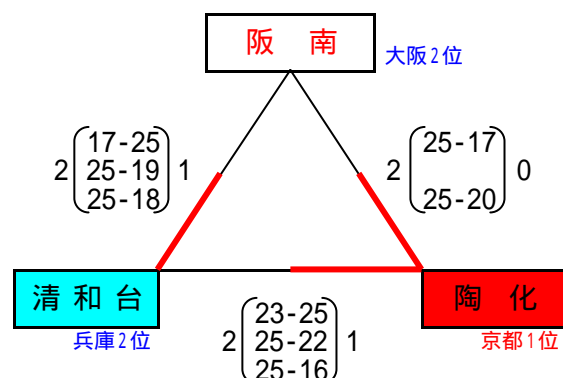 阪 南
大阪2位
2 17-25 1
25-19
25-18
2 25-17 0
25-20
清和台
兵庫2位
陶 化
京都1位
2 23-25 1
25-22
25-16